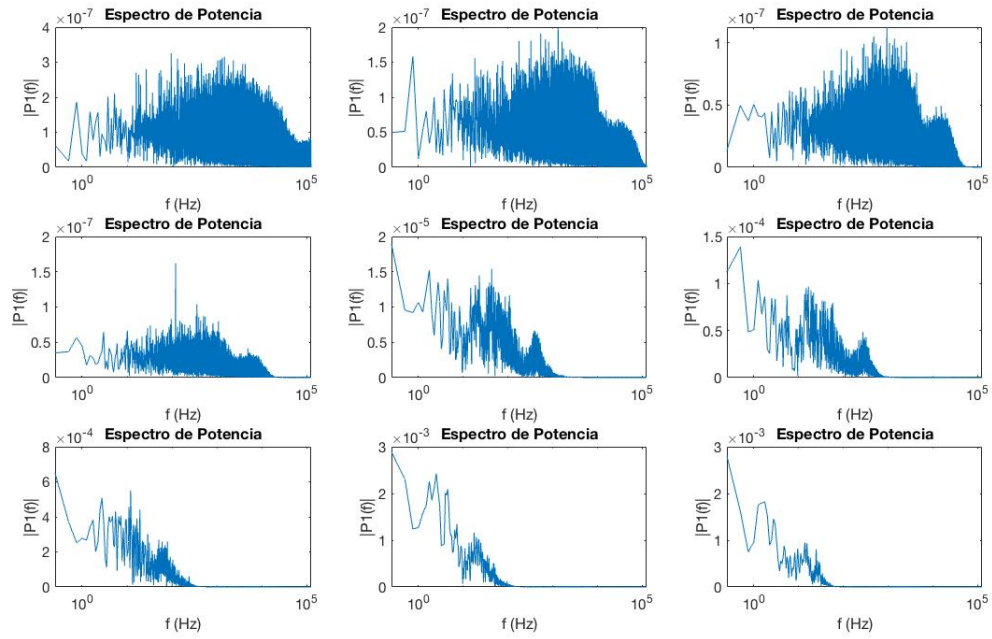 ×10-7 Espectro de Potencia
4
3
2
1
0
|P1(f)|
100 105
f (Hz)
×10-7 Espectro de Potencia
2
1.5
1
0.5
0
|P1(f)|
100 105
f (Hz)
×10-7 Espectro de Potencia
1
0.5
0
|P1(f)|
100 105
f (Hz)
×10-7 Espectro de Potencia
2
1.5
1
0.5
0
|P1(f)|
100 105
f (Hz)
×10-5 Espectro de Potencia
2
1.5
1
0.5
0
|P1(f)|
100 105
f (Hz)
×10-4 Espectro de Potencia
1.5
1
0.5
0
|P1(f)|
100 105
f (Hz)
×10-4 Espectro de Potencia
8
6
4
2
0
|P1(f)|
100 105
f (Hz)
×10-3 Espectro de Potencia
3
2
1
0
|P1(f)|
100 105
f (Hz)
×10-3 Espectro de Potencia
3
2
1
0
|P1(f)|
100 105
f (Hz)